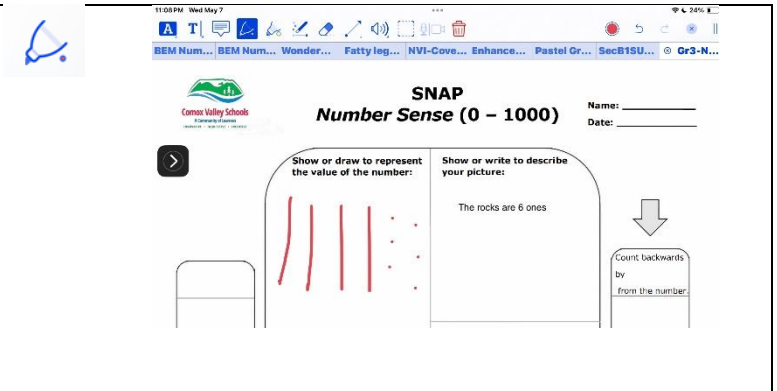 11:08 PM Wed May 7
24%
A T
BEM Num... BEM Num... Wonder... Fatty leg... NVI-Cove... Enhance... Pastel Gr... SecB1SU... Gr3-N...
Comox Valley Schools
A Community of Learners
SNAP
Number Sense (0 – 1000)
Name:
Date:
Show or draw to represent
the value of the number:
Show or write to describe
your picture:
The rocks are 6 ones
Count backwards
by
from the number.